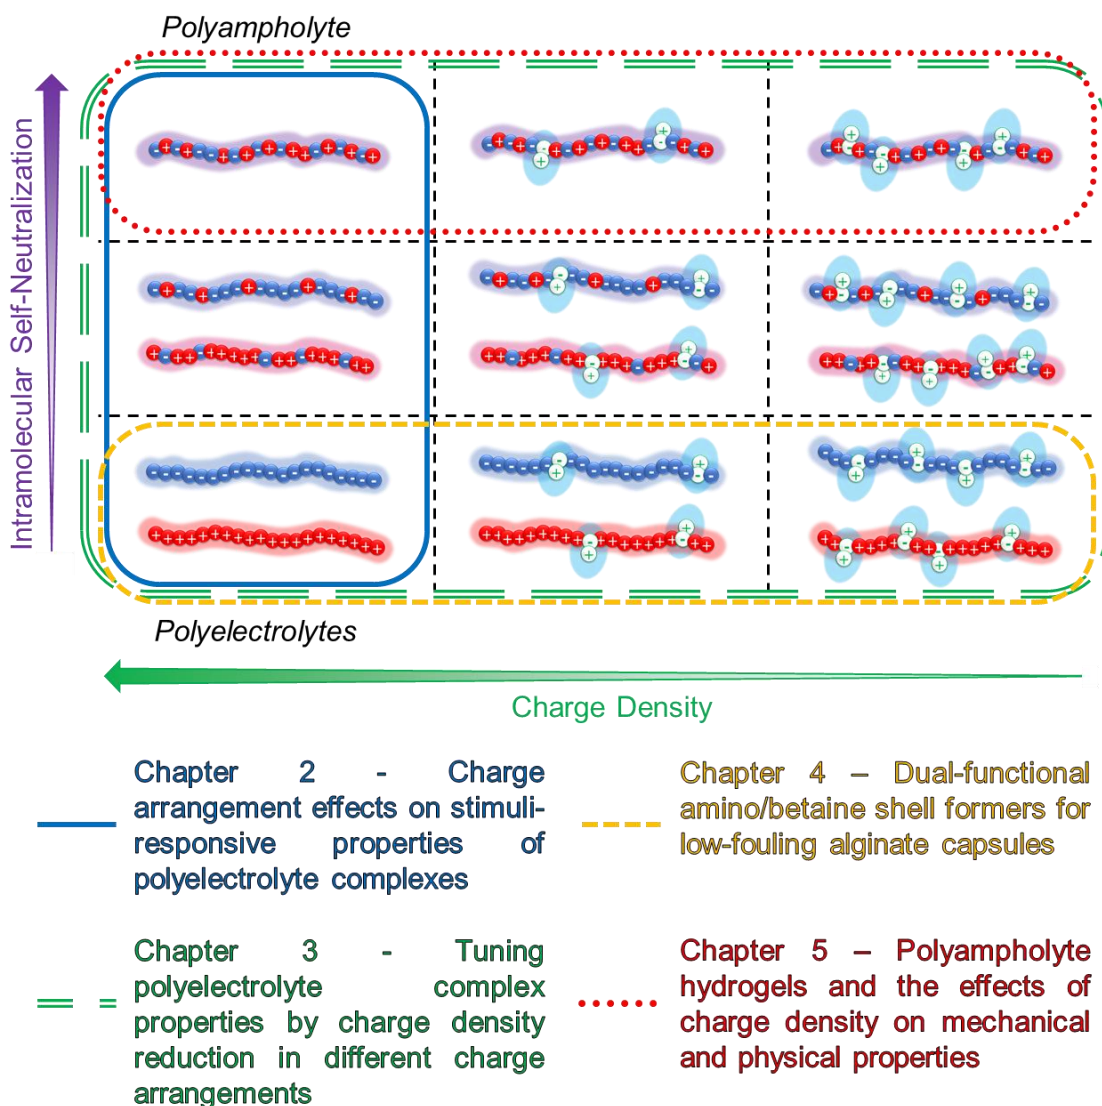 Polyampholyte
Intramolecular Self-Neutralization
Polyelectrolytes
Charge Density
Chapter 2 - Charge
arrangement effects on stimuli-
responsive properties of
polyelectrolyte complexes
Chapter 4 – Dual-functional
amino/betaine shell formers for
low-fouling alginate capsules
Chapter 3 - Tuning
polyelectrolyte complex
properties by charge density
reduction in different charge
arrangements
Chapter 5 – Polyampholyte
hydrogels and the effects of
charge density on mechanical
and physical properties